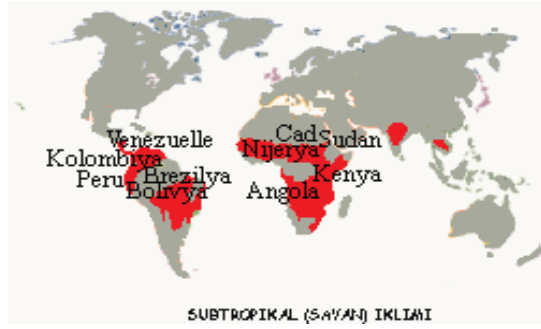 Venezuelle
Kolombiya
Peru
Brezilya
Bolivya
Cad
Sudan
Nijerya
Kenya
Angola
SUBTROPIKAL (SAVAN) IKLIMI